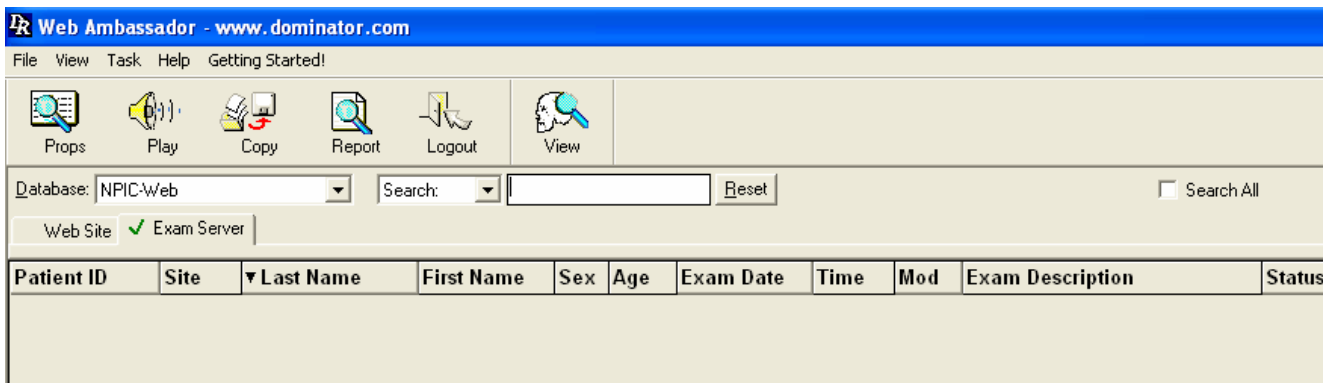 DR Web Ambassador - www.dominator.com
File View Task Help Getting Started!
Props Play Copy Report Logout View
Database: NPIC-Web Search: Reset Search All
Web Site Exam Server
Patient ID Site Last Name First Name Sex Age Exam Date Time Mod Exam Description Status